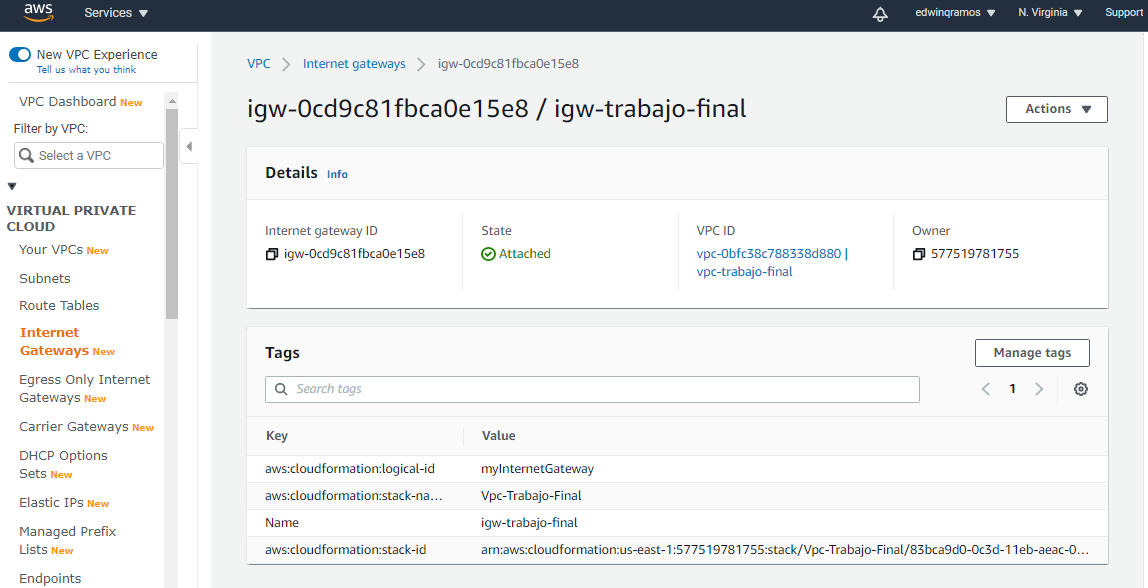 aws
Services
edwinqramos
N. Virginia
Support
New VPC Experience
Tell us what you think
VPC Dashboard New
Filter by VPC:
Select a VPC
VIRTUAL PRIVATE
CLOUD
Your VPCs New
Subnets
Route Tables
Internet
Gateways New
Egress Only Internet
Gateways New
Carrier Gateways New
DHCP Options
Sets New
Elastic IPs New
Managed Prefix
Lists New
Endpoints
VPC
Internet gateways
igw-0cd9c81fbca0e15e8
igw-0cd9c81fbca0e15e8 / igw-trabajo-final
Actions
Details Info
Internet gateway ID
igw-0cd9c81fbca0e15e8
State
Attached
VPC ID
vpc-0bfc38c788338d880 |
vpc-trabajo-final
Owner
577519781755
Tags
Manage tags
Search tags
1
Key Value
aws:cloudformation:logical-id myInternetGateway
aws:cloudformation:stack-na... Vpc-Trabajo-Final
Name igw-trabajo-final
aws:cloudformation:stack-id arn:aws:cloudformation:us-east-1:577519781755:stack/Vpc-Trabajo-Final/83bca9d0-0c3d-11eb-aeac-0...